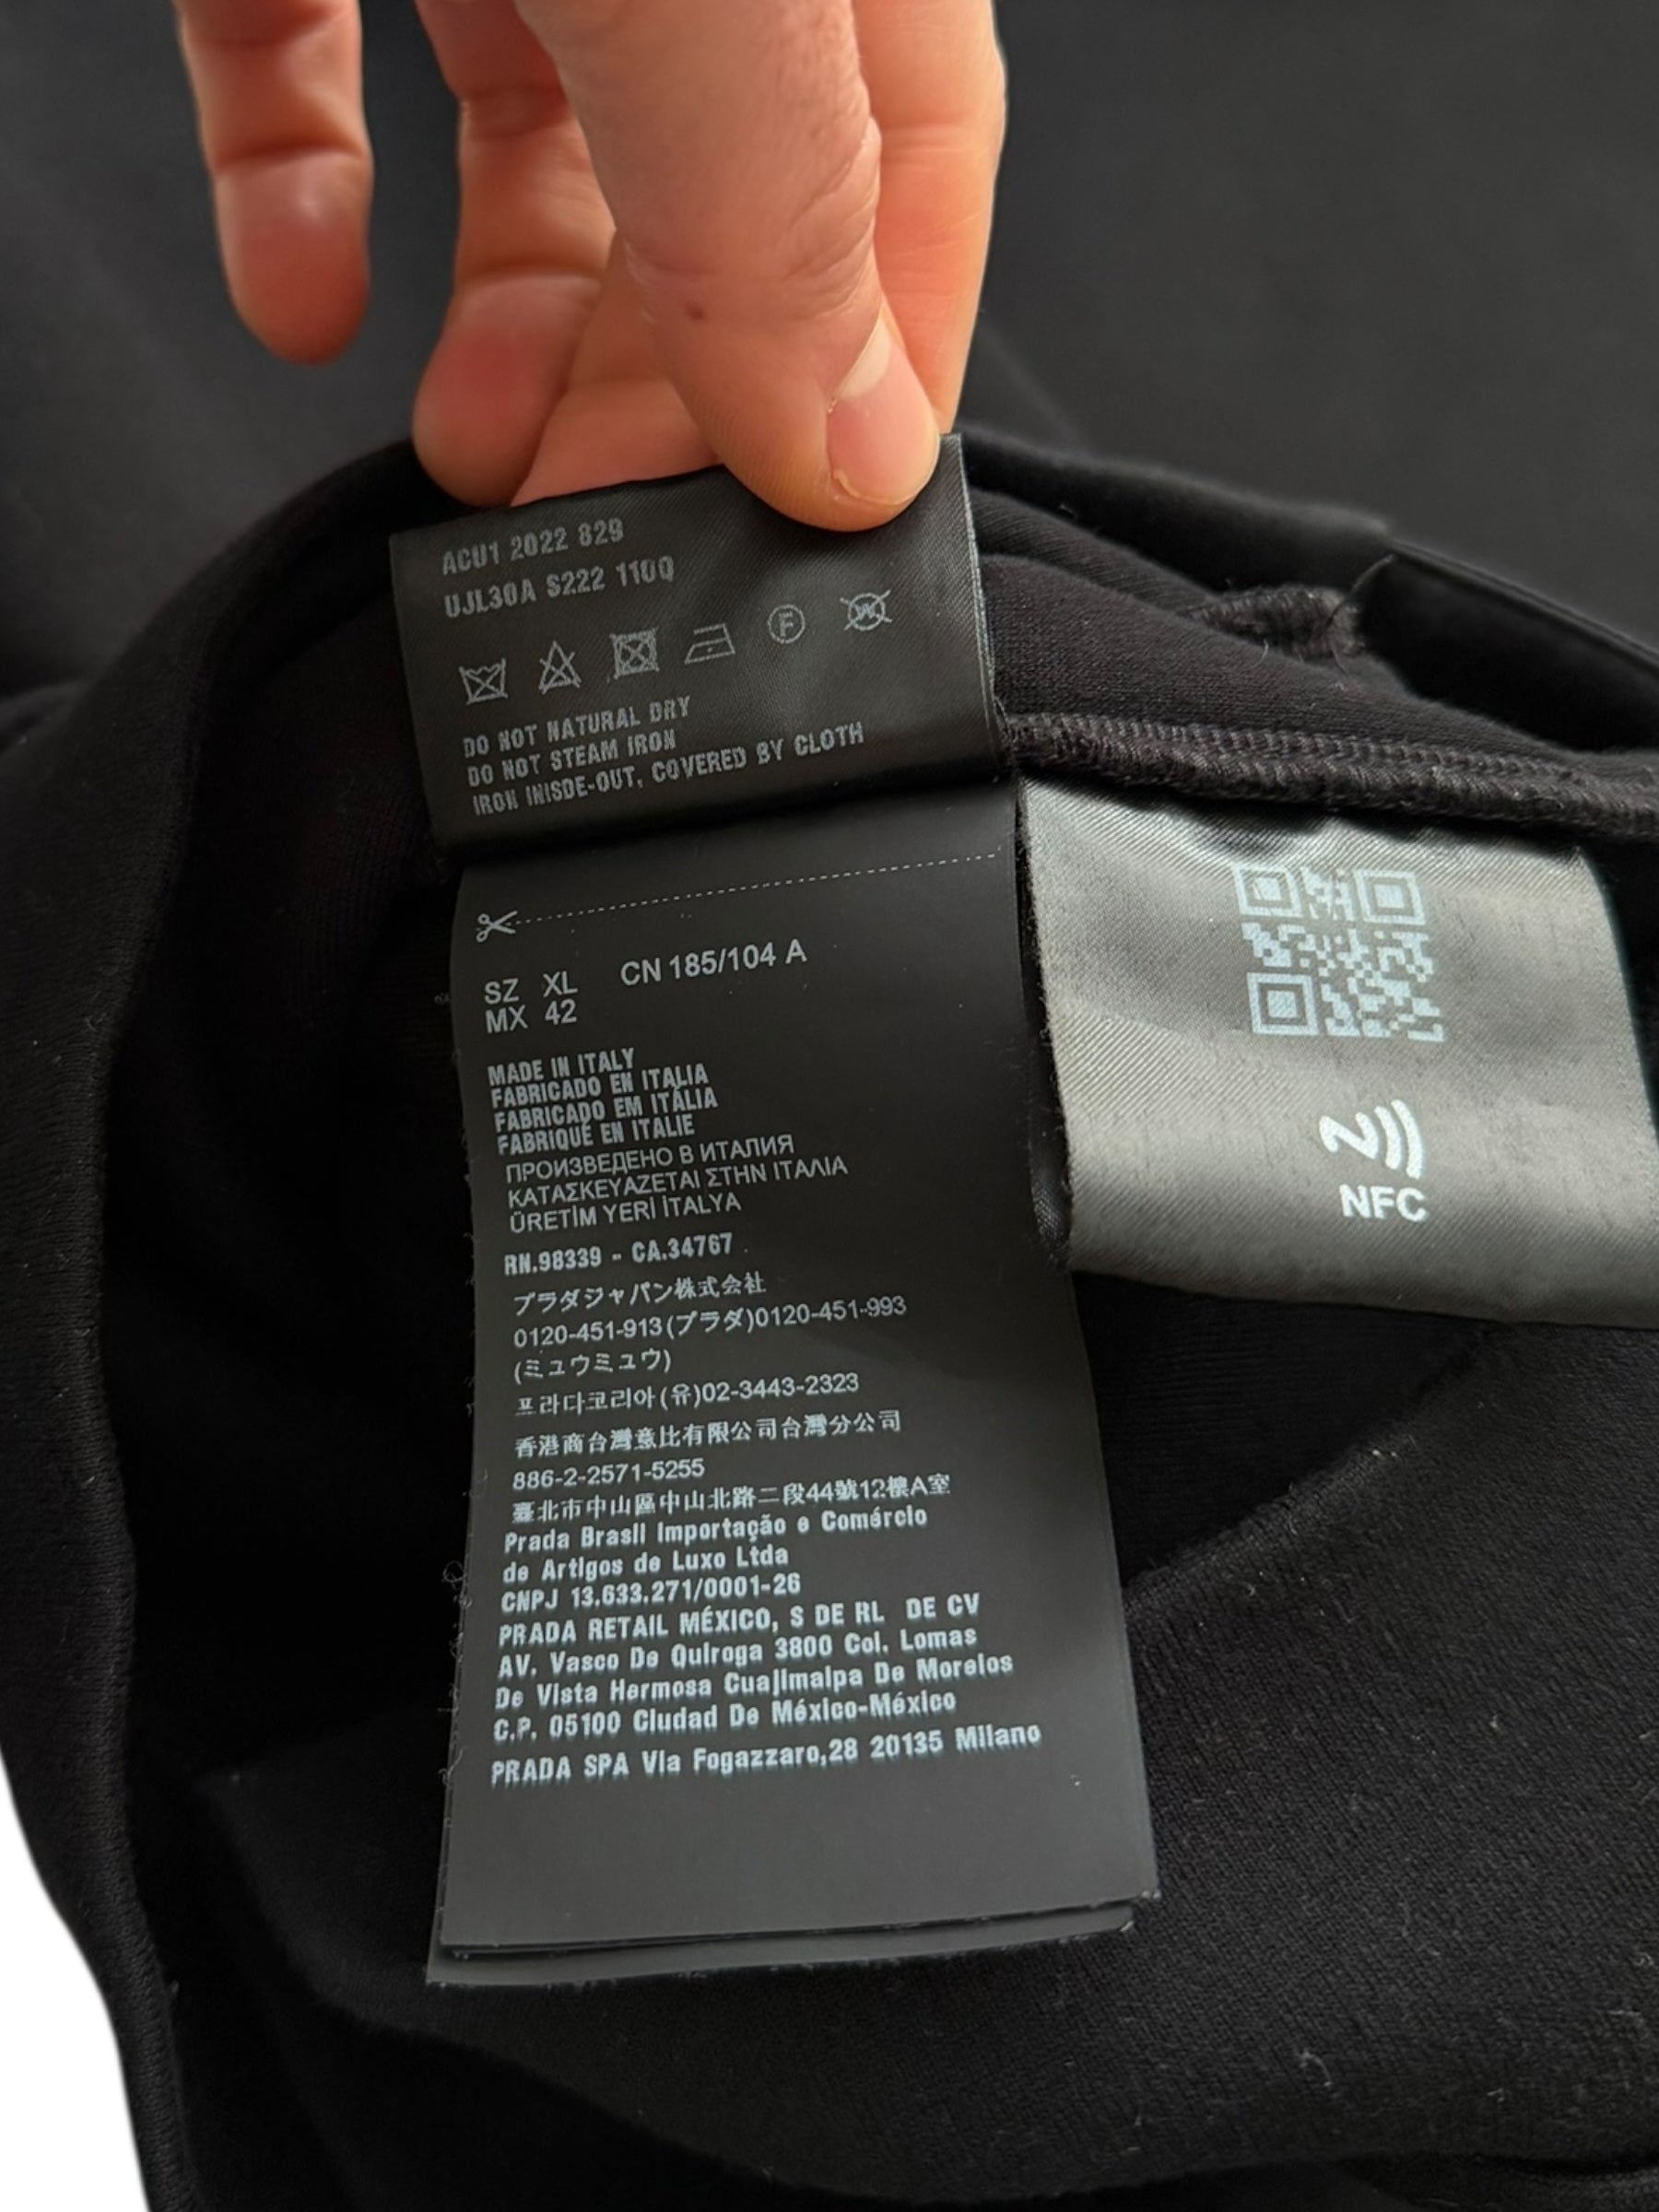 ACU1 2022 829
UJL30A S222 110Q
F W
DO NOT NATURAL DRY
DO NOT STEAM IRON
IRON INISDE-OUT, COVERED BY CLOTH
SZ XL CN 185/104 A
MX 42
MADE IN ITALY
FABRICADO EN ITALIA
FABRICADO EM ITÁLIA
FABRIQUÉ EN ITALIE
ПРОИЗВЕДЕНО В ИТАЛИЯ
ΚΑΤΑΣΚΕΥΑΖΕΤΑΙ ΣΤΗΝ ΙΤΑΛΙΑ
ÜRETİM YERİ İTALYA
RN.98339 - CA.34767
プラダジャパン株式会社
0120-451-913(プラダ)0120-451-993
(ミュウミュウ)
프라다코리아(유)02-3443-2323
香港商台灣意比有限公司台灣分公司
886-2-2571-5255
臺北市中山區中山北路二段44號12樓A室
Prada Brasil Importação e Comércio
de Artigos de Luxo Ltda
CNPJ 13.633.271/0001-26
PRADA RETAIL MÉXICO, S DE RL DE CV
AV. Vasco De Quiroga 3800 Col. Lomas
De Vista Hermosa Cuajimalpa De Morelos
C.P. 05100 Ciudad De México-México
PRADA SPA Via Fogazzaro,28 20135 Milano
NFC